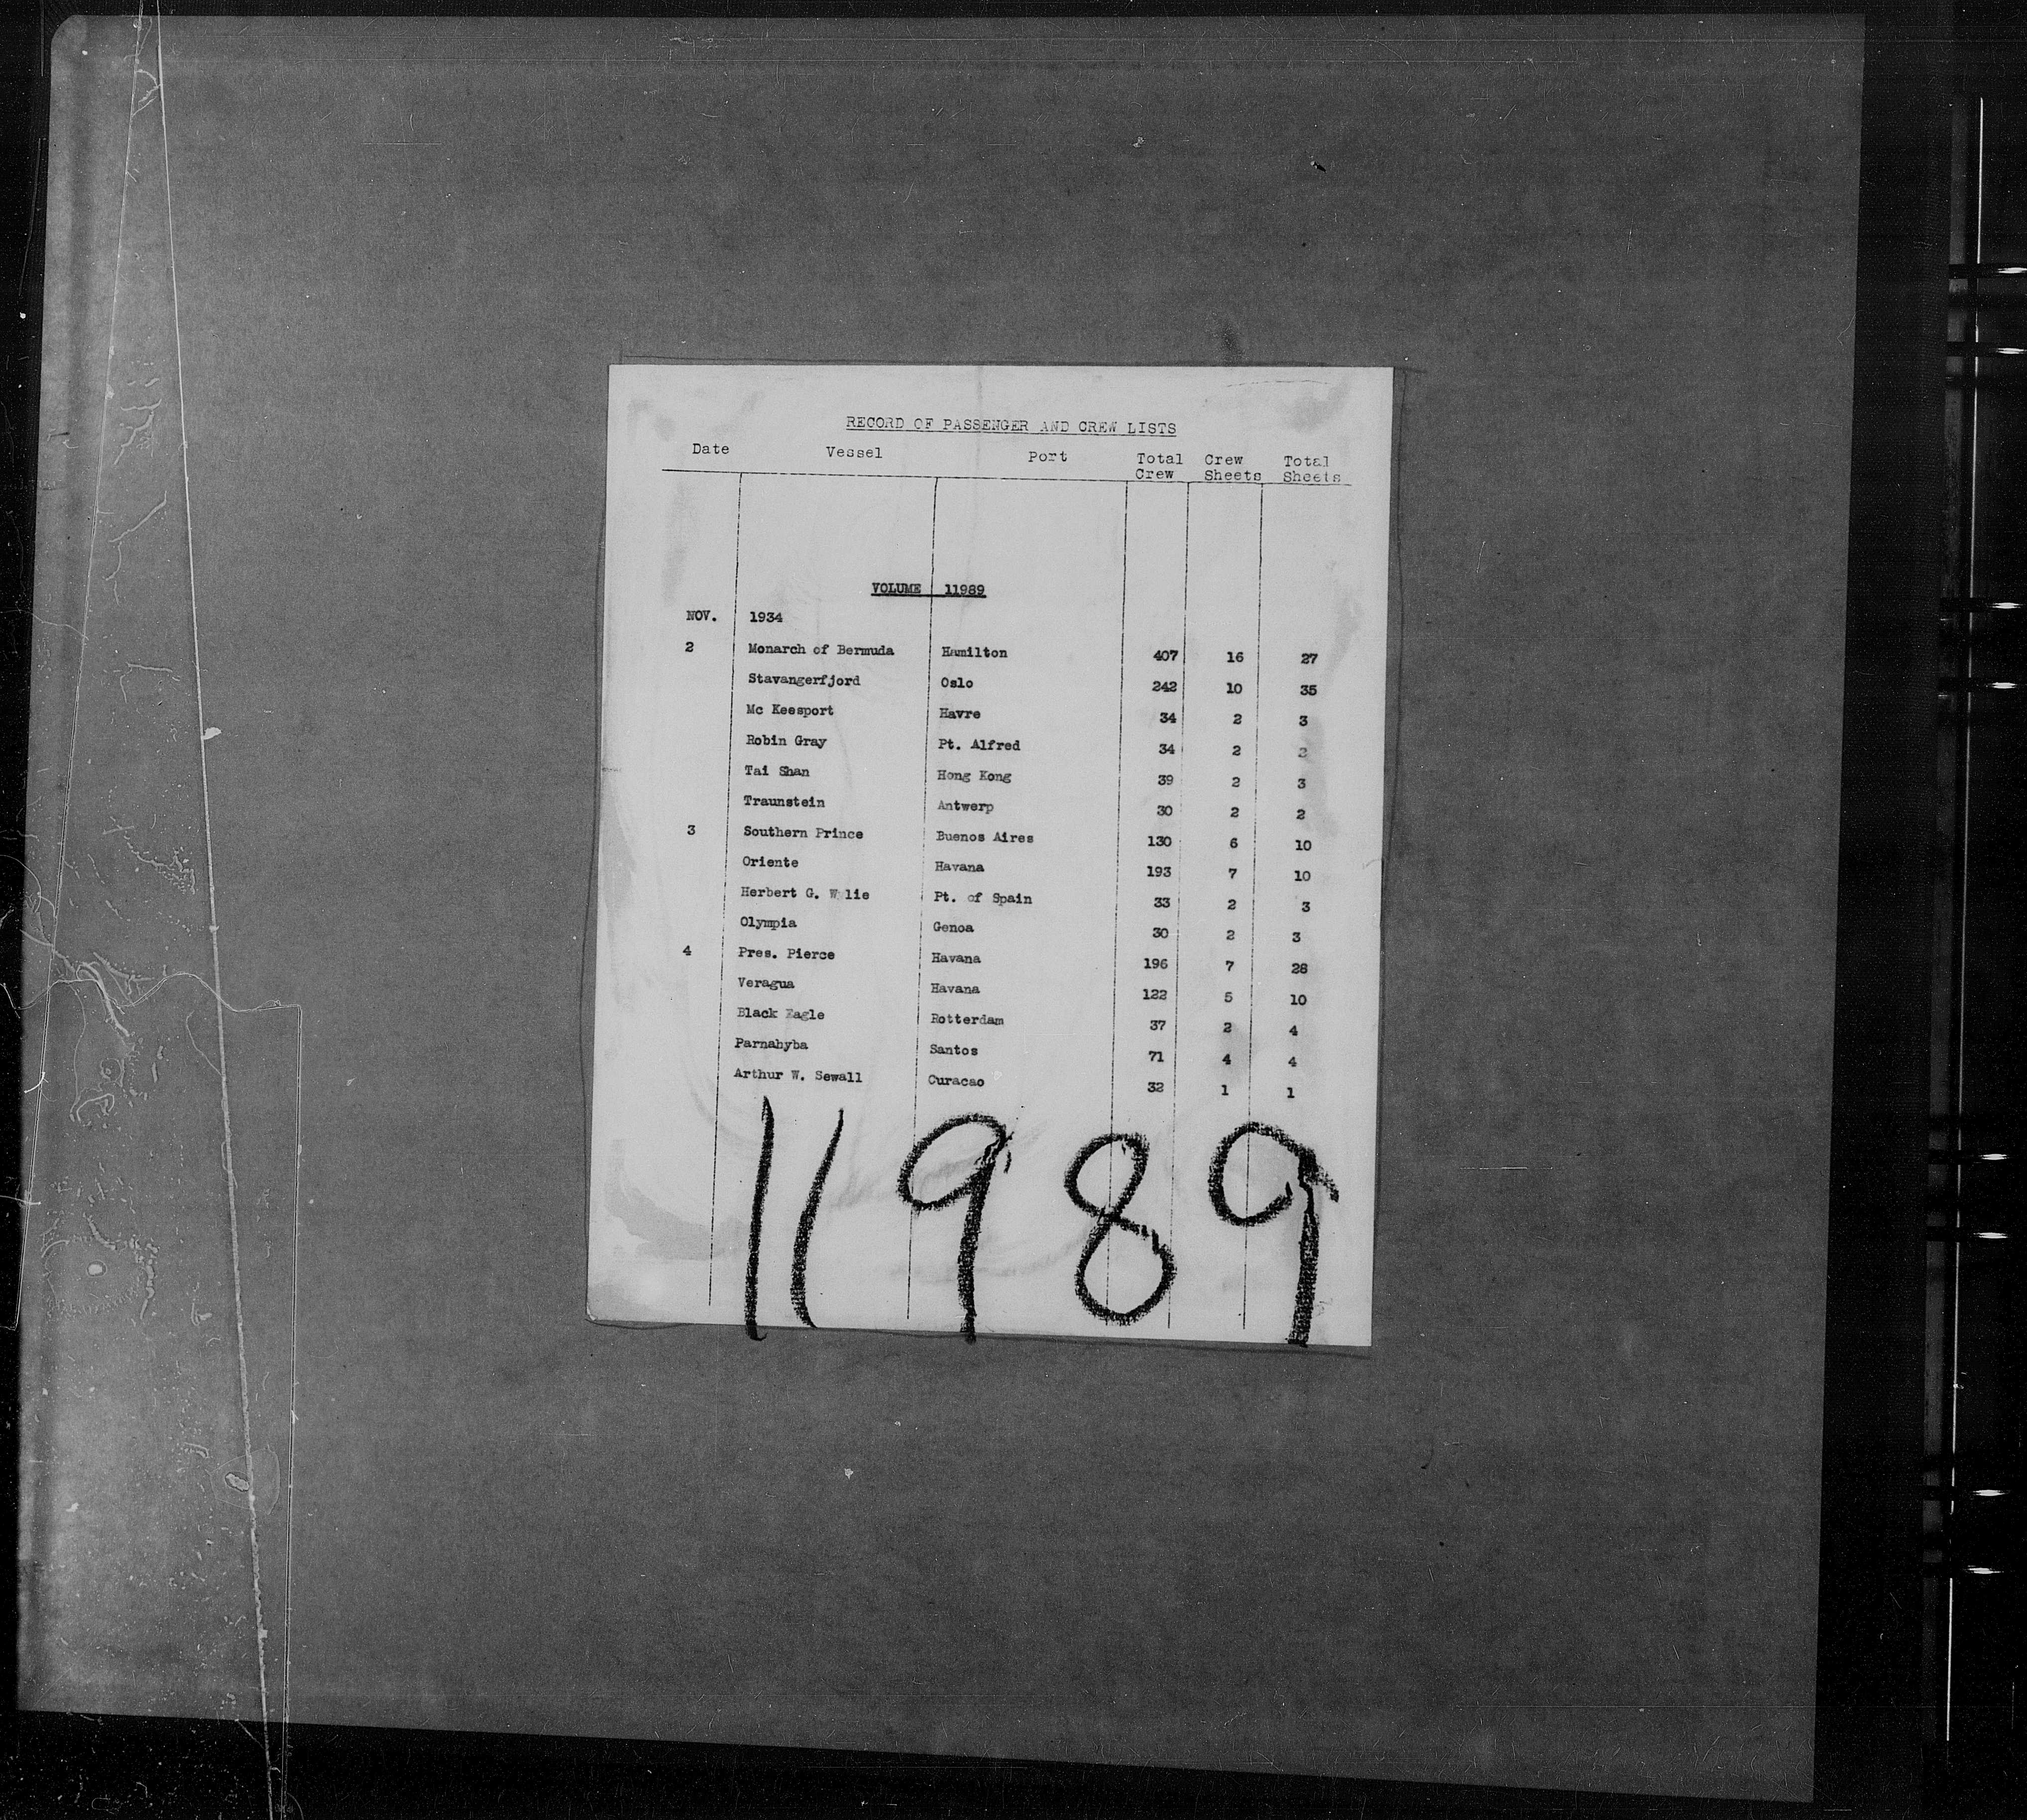 RECORD OF PASSENGER AND CREW LISTS
Date Vessel Port Total Crew Crew Sheets Total Sheets
VOLUME 11989
NOV. 1934
2 Monarch of Bermuda Hamilton 407 16 27
Stavangerfjord Oslo 242 10 35
Mc Keesport Havre 34 2 3
Robin Gray Pt. Alfred 34 2
Tai Shan Hong Kong 39 2 3
Traunstein Antwerp 30 2 2
3 Southern Prince Buenos Aires 130 6 10
Oriente Havana 193 7 10
Herbert G. W lie Pt. of Spain 33 2 3
Olympia Genoa 30 2 3
4 Pres. Pierce Havana 196 7 28
Veragua Havana 122 5 10
Black Eagle Rotterdam 37 2 4
Parnahyba Santos 71 4 4
Arthur W. Sewall Curacao 32 1 1
11989